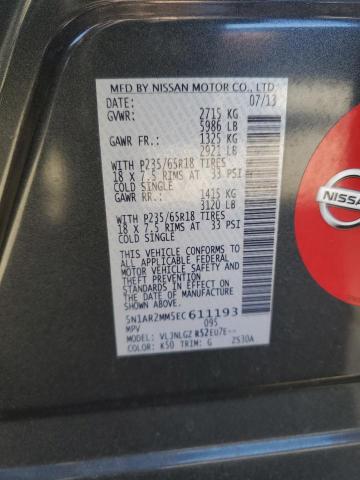 MFD BY NISSAN MOTOR CO., LTD.
DATE: 07/13
GVWR: 2715 KG
5986 LB
GAWR FR.: 1325 KG
2921 LB
WITH P235/65R18 TIRES
18 X 7.5 RIMS AT 33 PSI
COLD SINGLE
GAWR RR.: 1415 KG
3120 LB
WITH P235/65R18 TIRES
18 X 7.5 RIMS AT 33 PSI
COLD SINGLE
THIS VEHICLE CONFORMS TO
ALL APPLICABLE U.S. FEDERAL
MOTOR VEHICLE SAFETY
AND THEFT PREVENTION
STANDARDS IN EFFECT ON
THE DATE OF MANUFACTURE
SHOWN ABOVE.
5N1AR2MM5EC611193
MPV 095
MODEL: VLJNLGZ R52EU7E--
COLOR: K50 TRIM: G ZS30A
NISSAN